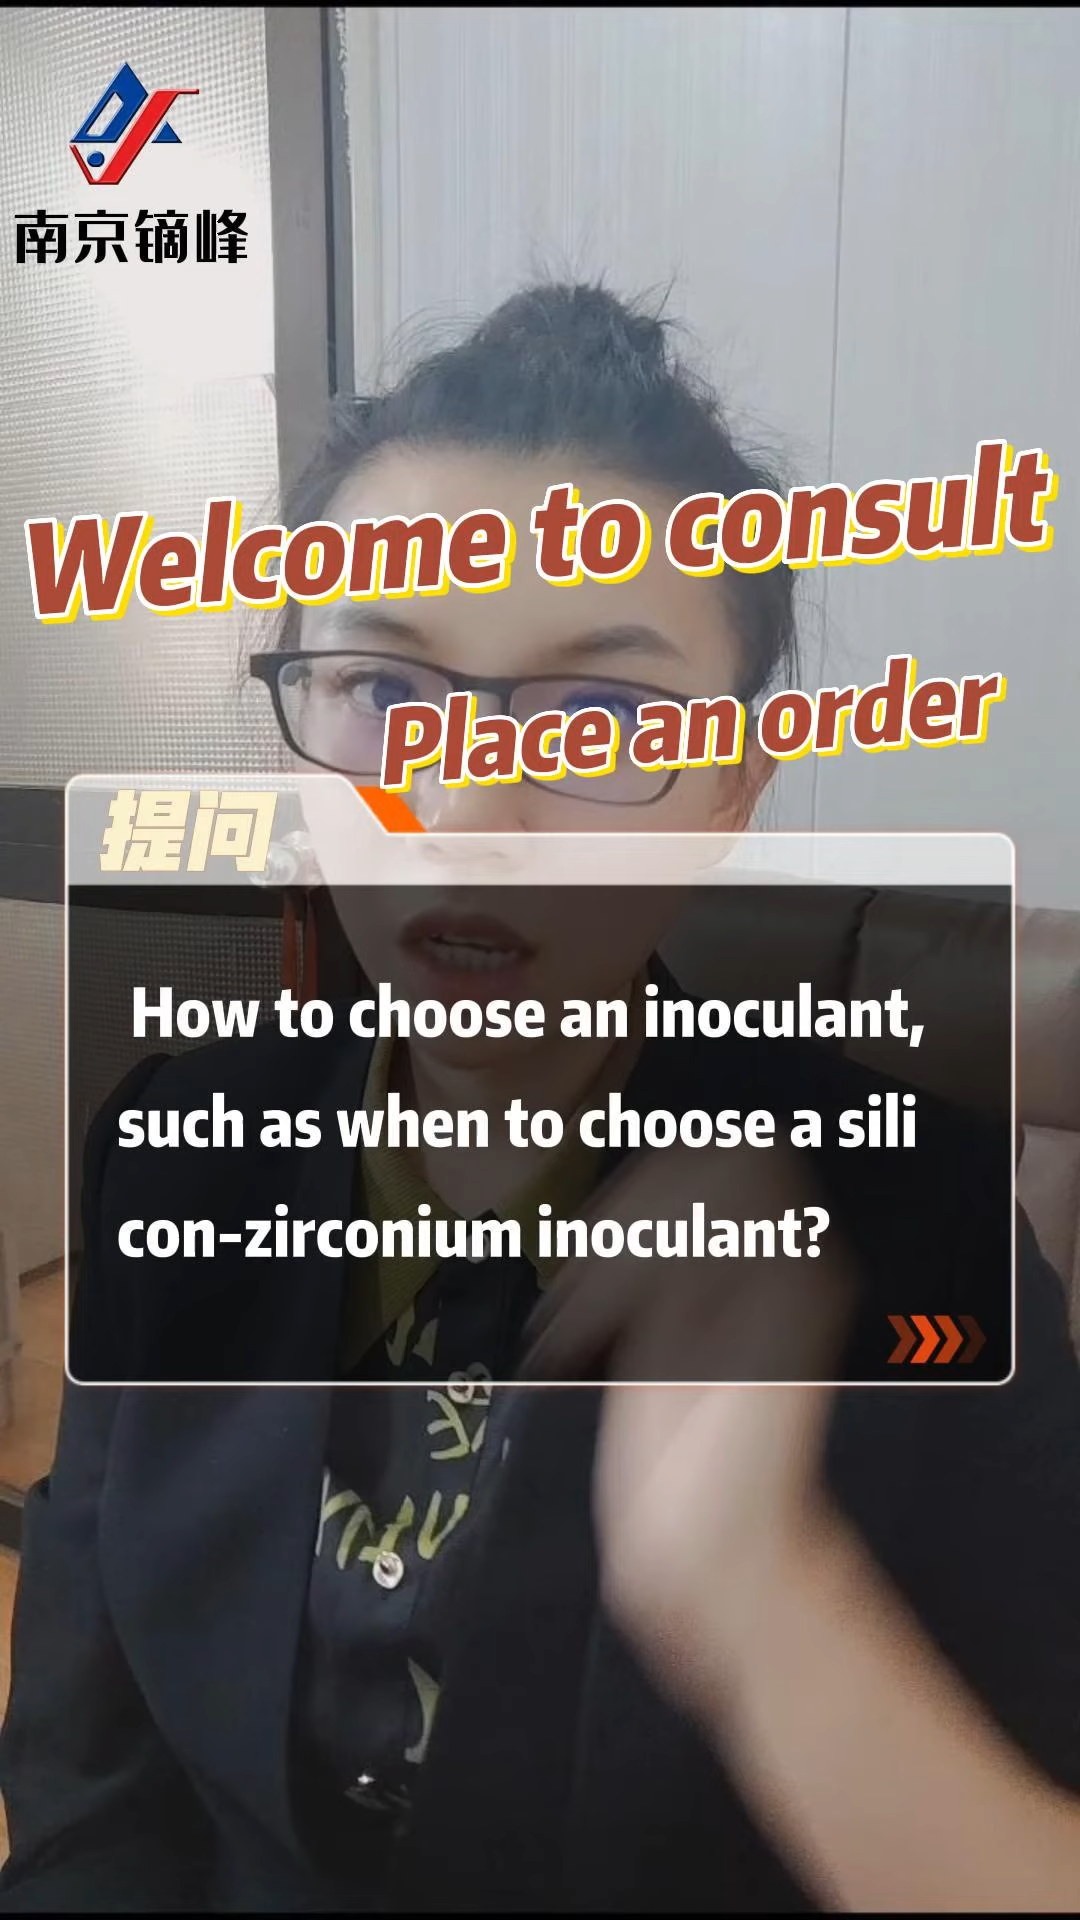 南京镝峰
Welcome to consult
Place an order
提问
How to choose an inoculant,
such as when to choose a sili
con-zirconium inoculant?